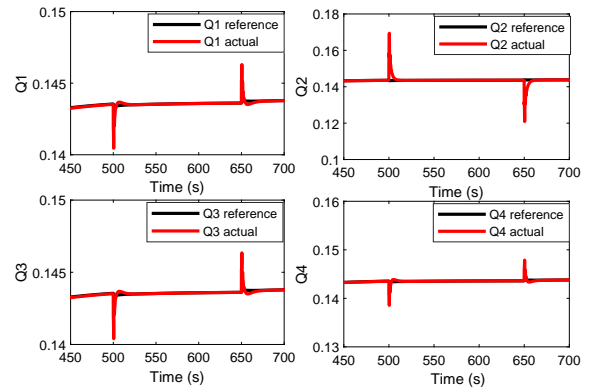 0.15
Q1 reference
Q1 actual
0.145
0.14
Q1
450 500 550 600 650 700
Time (s)
0.18
Q2 reference
Q2 actual
0.16
0.14
0.12
0.1
Q2
450 500 550 600 650 700
Time (s)
0.15
Q3 reference
Q3 actual
0.145
0.14
Q3
450 500 550 600 650 700
Time (s)
0.16
Q4 reference
Q4 actual
0.15
0.14
0.13
Q4
450 500 550 600 650 700
Time (s)